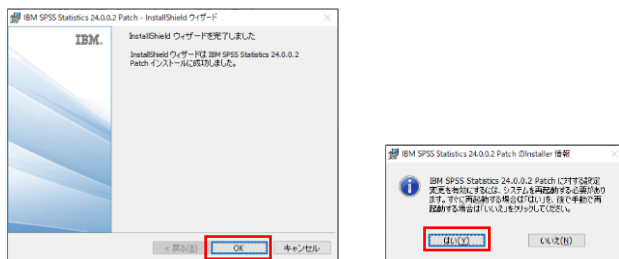 IBM SPSS Statistics 24.0.0.2 Patch - InstallShield ウィザード
IBM.
InstallShield ウィザードを完了しました
InstallShield ウィザードは IBM SPSS Statistics 24.0.0.2
Patch インストールに成功しました。
< 戻る(B)
OK
キャンセル
IBM SPSS Statistics 24.0.0.2 Patch のInstaller 情報
IBM SPSS Statistics 24.0.0.2 Patch に対する設定
変更を有効にするには、システムを再起動する必要があり
ます。すぐに再起動する場合は「はい」を、後で手動で再
起動する場合は「いいえ」をクリックしてください。
はい(Y)
いいえ(N)